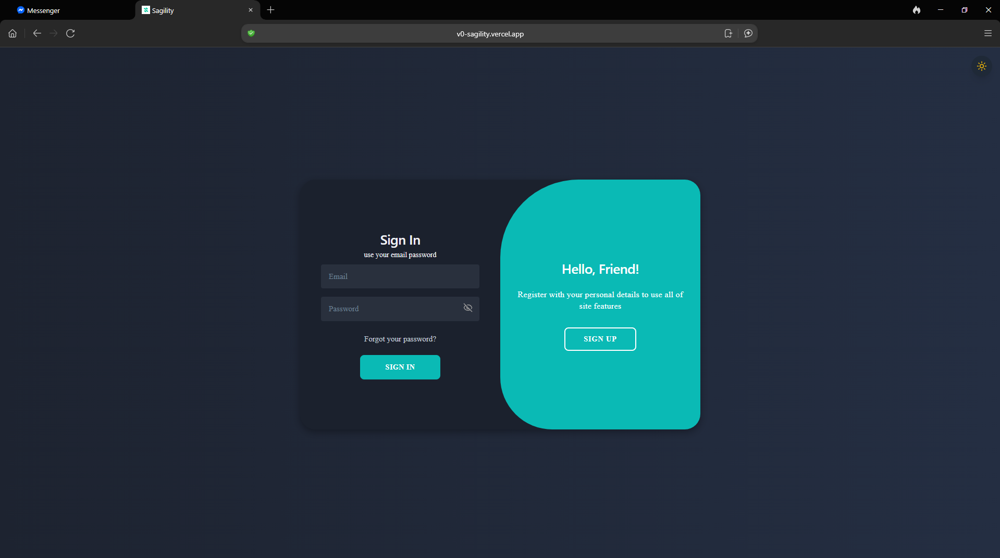 Messenger
Sagility
v0-sagility.vercel.app
Sign In
use your email password
Email
Password
Forgot your password?
SIGN IN
Hello, Friend!
Register with your personal details to use all of
site features
SIGN UP